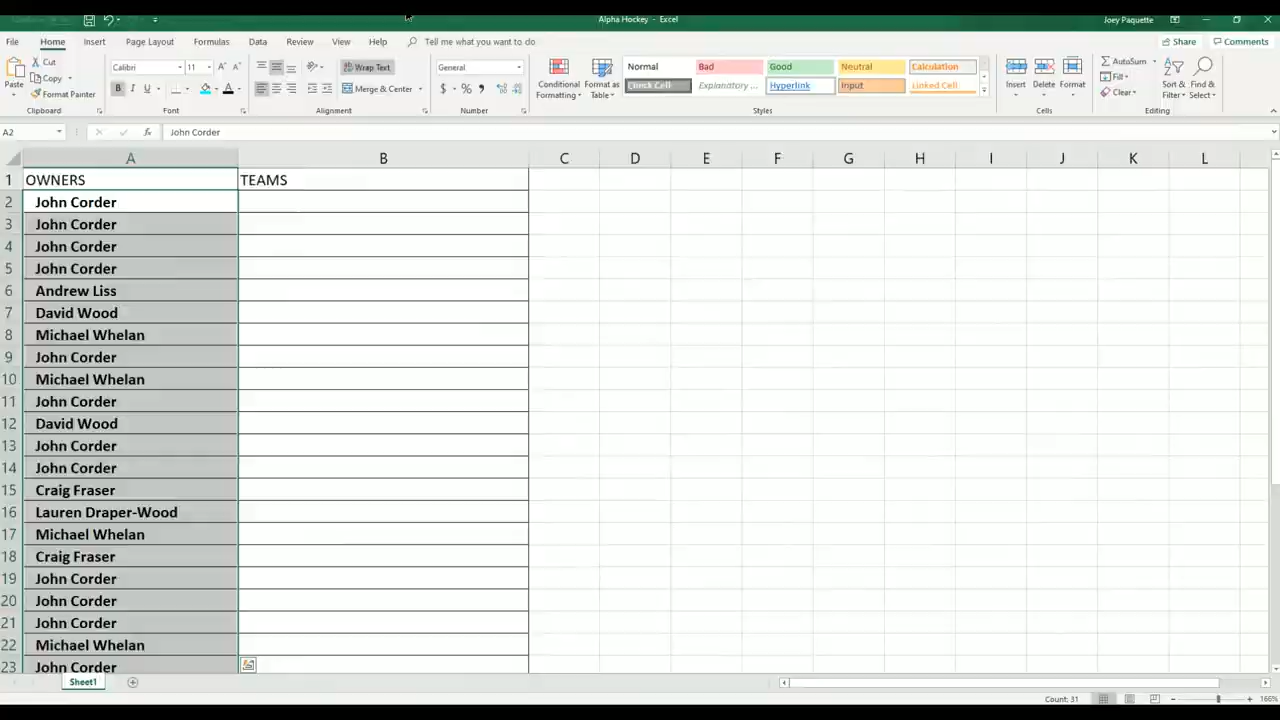 Alpha Hockey - Excel
Joey Paquette
File Home Insert Page Layout Formulas Data Review View Help Tell me what you want to do
Share Comments
Paste
Cut
Copy
Format Painter
Clipboard
Calibri 11
B I U
Font
Wrap Text
Merge & Center
Alignment
General
$ % ,
Number
Conditional Formatting
Format as Table
Normal Bad Good Neutral Calculation
Check Cell Explanatory ... Hyperlink Input Linked Cell
Styles
Insert Delete Format
Cells
AutoSum
Fill
Clear
Sort & Filter
Find & Select
Editing
A2 fx John Corder
A B C D E F G H I J K L
1 OWNERS TEAMS
2 John Corder
3 John Corder
4 John Corder
5 John Corder
6 Andrew Liss
7 David Wood
8 Michael Whelan
9 John Corder
10 Michael Whelan
11 John Corder
12 David Wood
13 John Corder
14 John Corder
15 Craig Fraser
16 Lauren Draper-Wood
17 Michael Whelan
18 Craig Fraser
19 John Corder
20 John Corder
21 John Corder
22 Michael Whelan
23 John Corder
Sheet1
Count: 31 166%